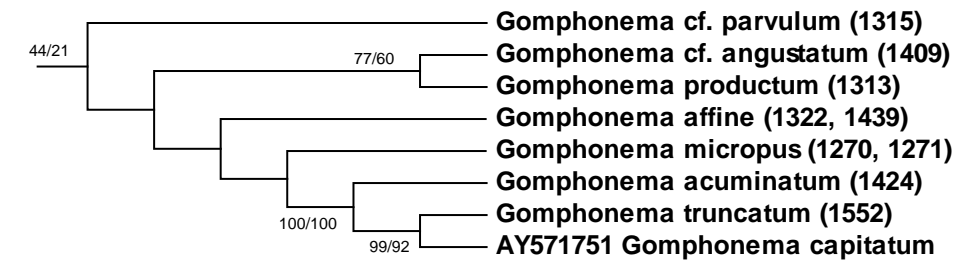 Gomphonema cf. parvulum (1315)
44/21
77/60
Gomphonema cf. angustatum (1409)
Gomphonema productum (1313)
Gomphonema affine (1322, 1439)
Gomphonema micropus (1270, 1271)
Gomphonema acuminatum (1424)
100/100
Gomphonema truncatum (1552)
99/92
AY571751 Gomphonema capitatum